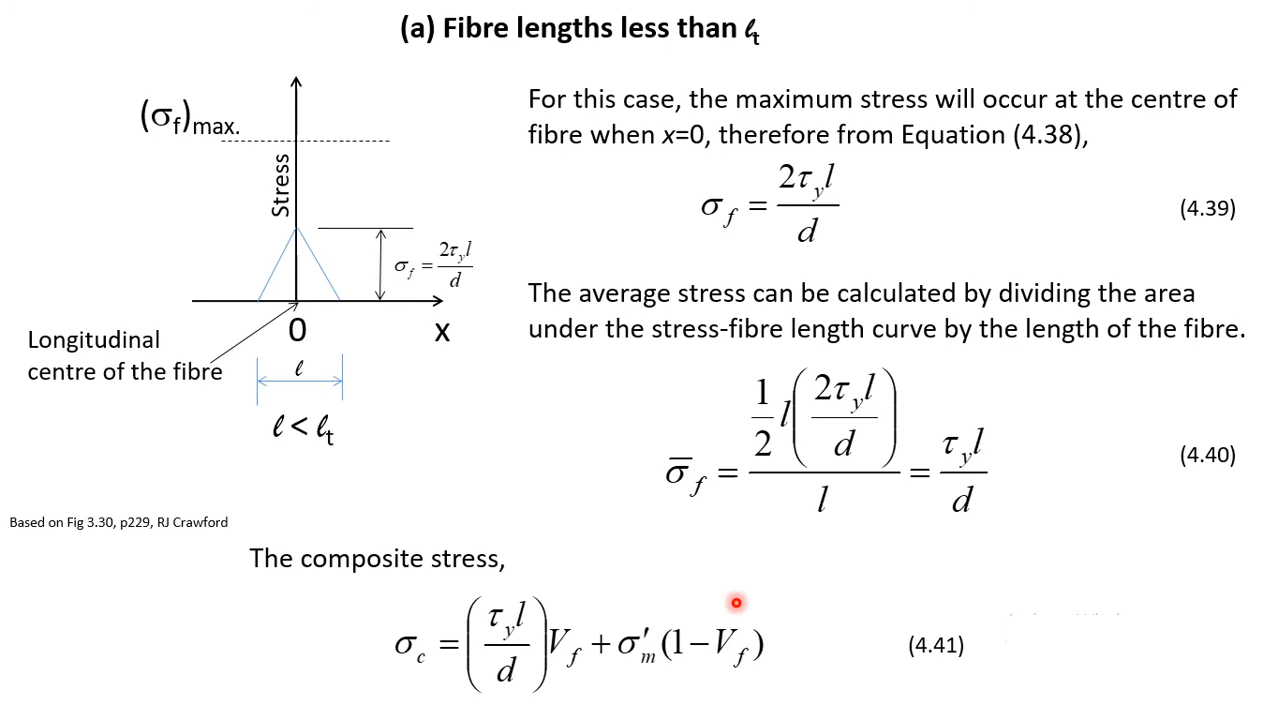 (a) Fibre lengths less than ℓt
(σf)max.
Stress
σf = 2τyl/d
0
x
Longitudinal
centre of the fibre
ℓ
ℓ < ℓt
Based on Fig 3.30, p229, RJ Crawford
For this case, the maximum stress will occur at the centre of
fibre when x=0, therefore from Equation (4.38),
σf = 2τyl/d (4.39)
The average stress can be calculated by dividing the area
under the stress-fibre length curve by the length of the fibre.
σ̅f = (1/2 l(2τyl/d))/l = τyl/d (4.40)
The composite stress,
σc = (τyl/d)Vf + σ′m(1−Vf) (4.41)